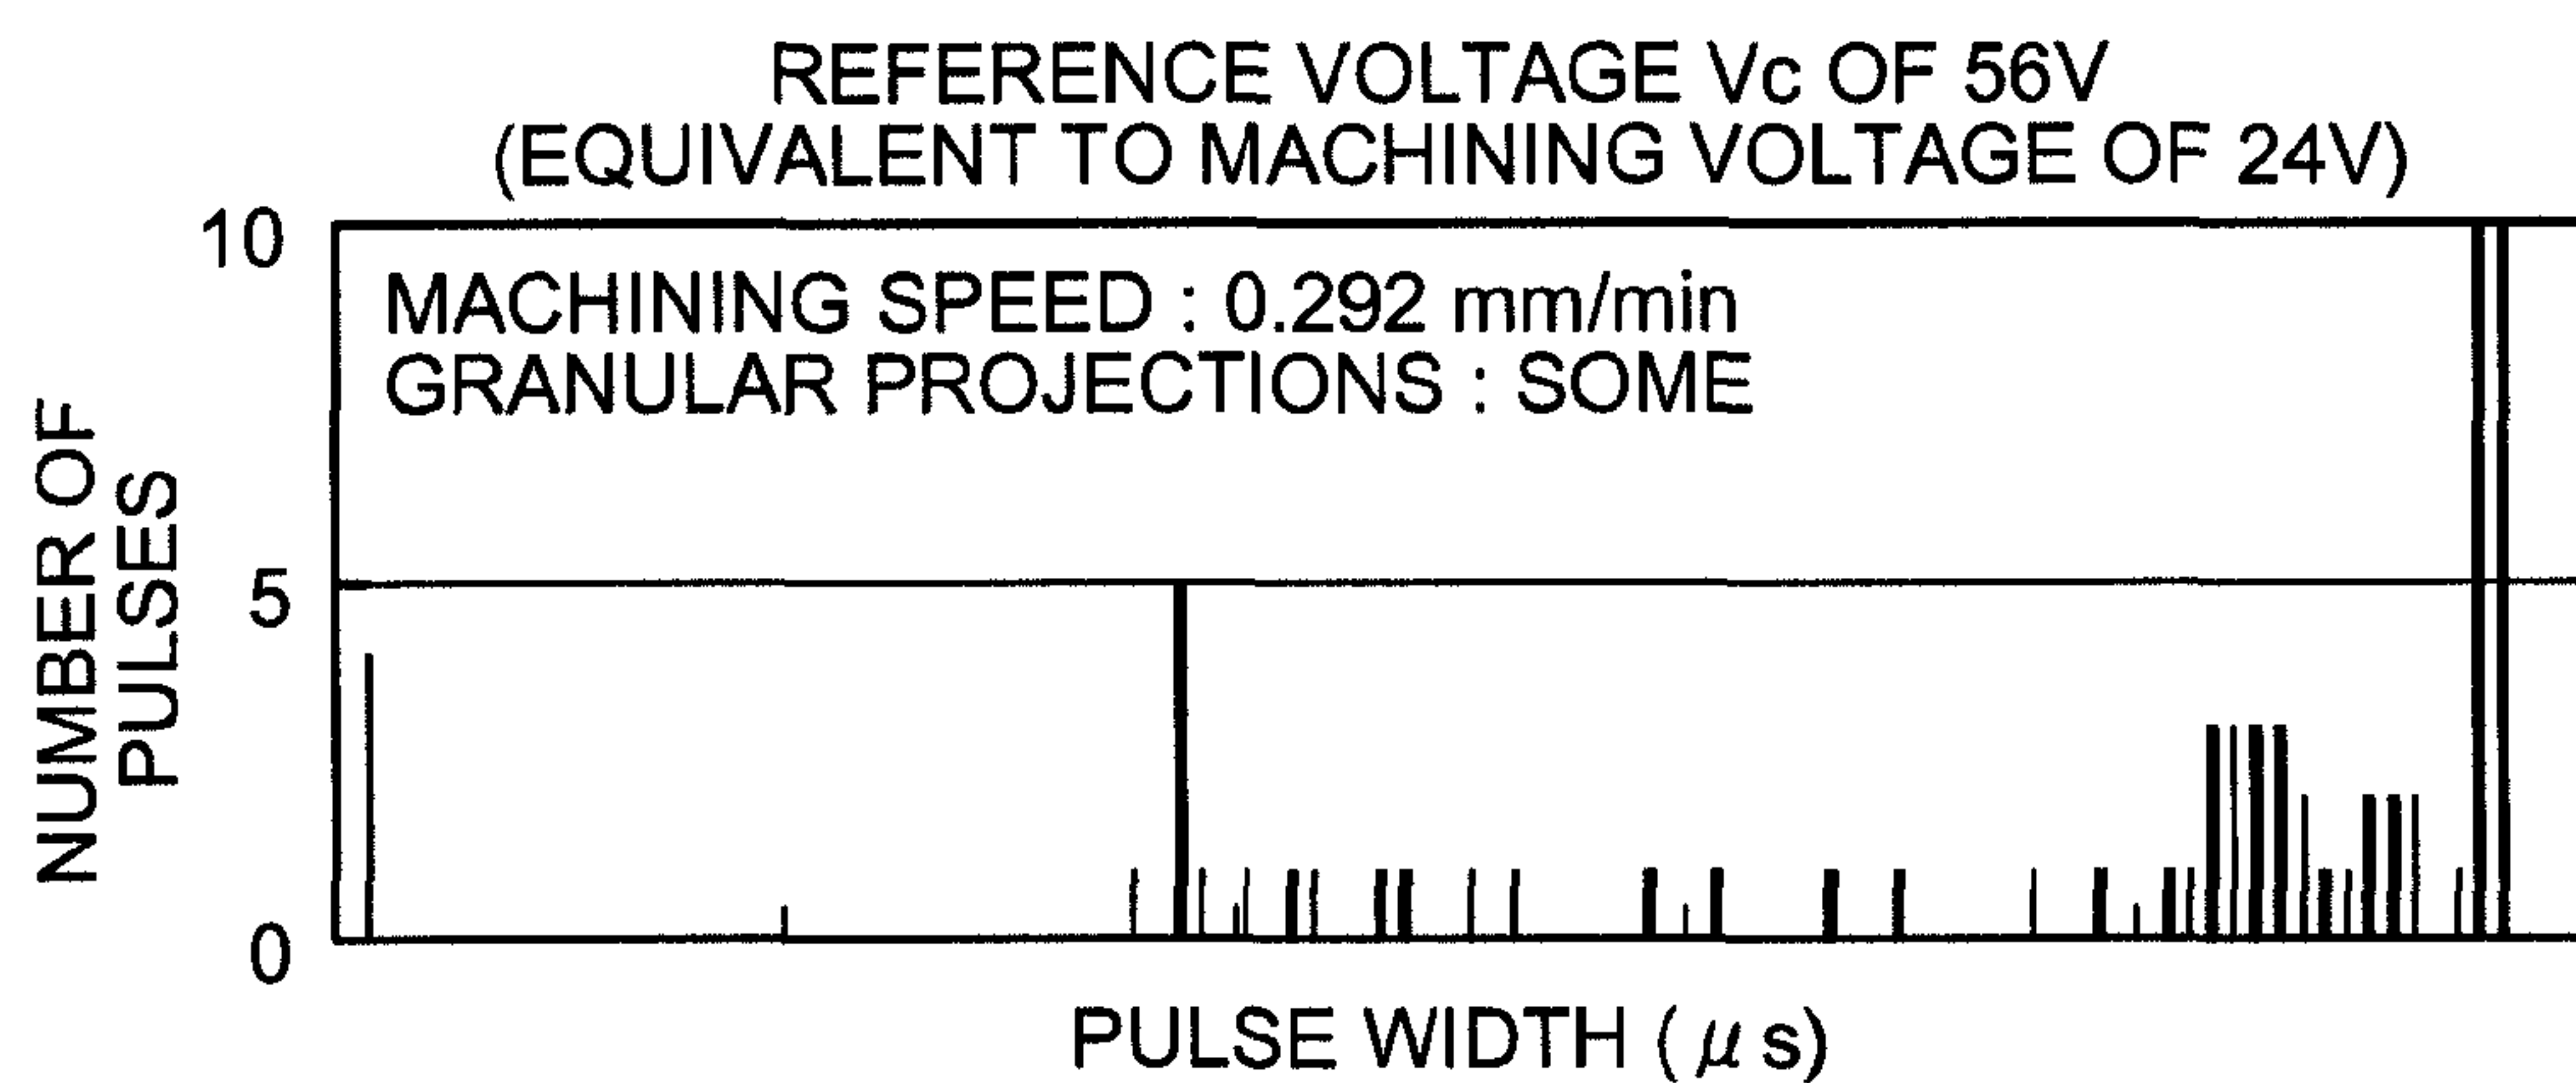 REFERENCE VOLTAGE Vc OF 56V
(EQUIVALENT TO MACHINING VOLTAGE OF 24V)
10
MACHINING SPEED : 0.292 mm/min
GRANULAR PROJECTIONS : SOME
NUMBER OF
PULSES
5
0
PULSE WIDTH (μs)